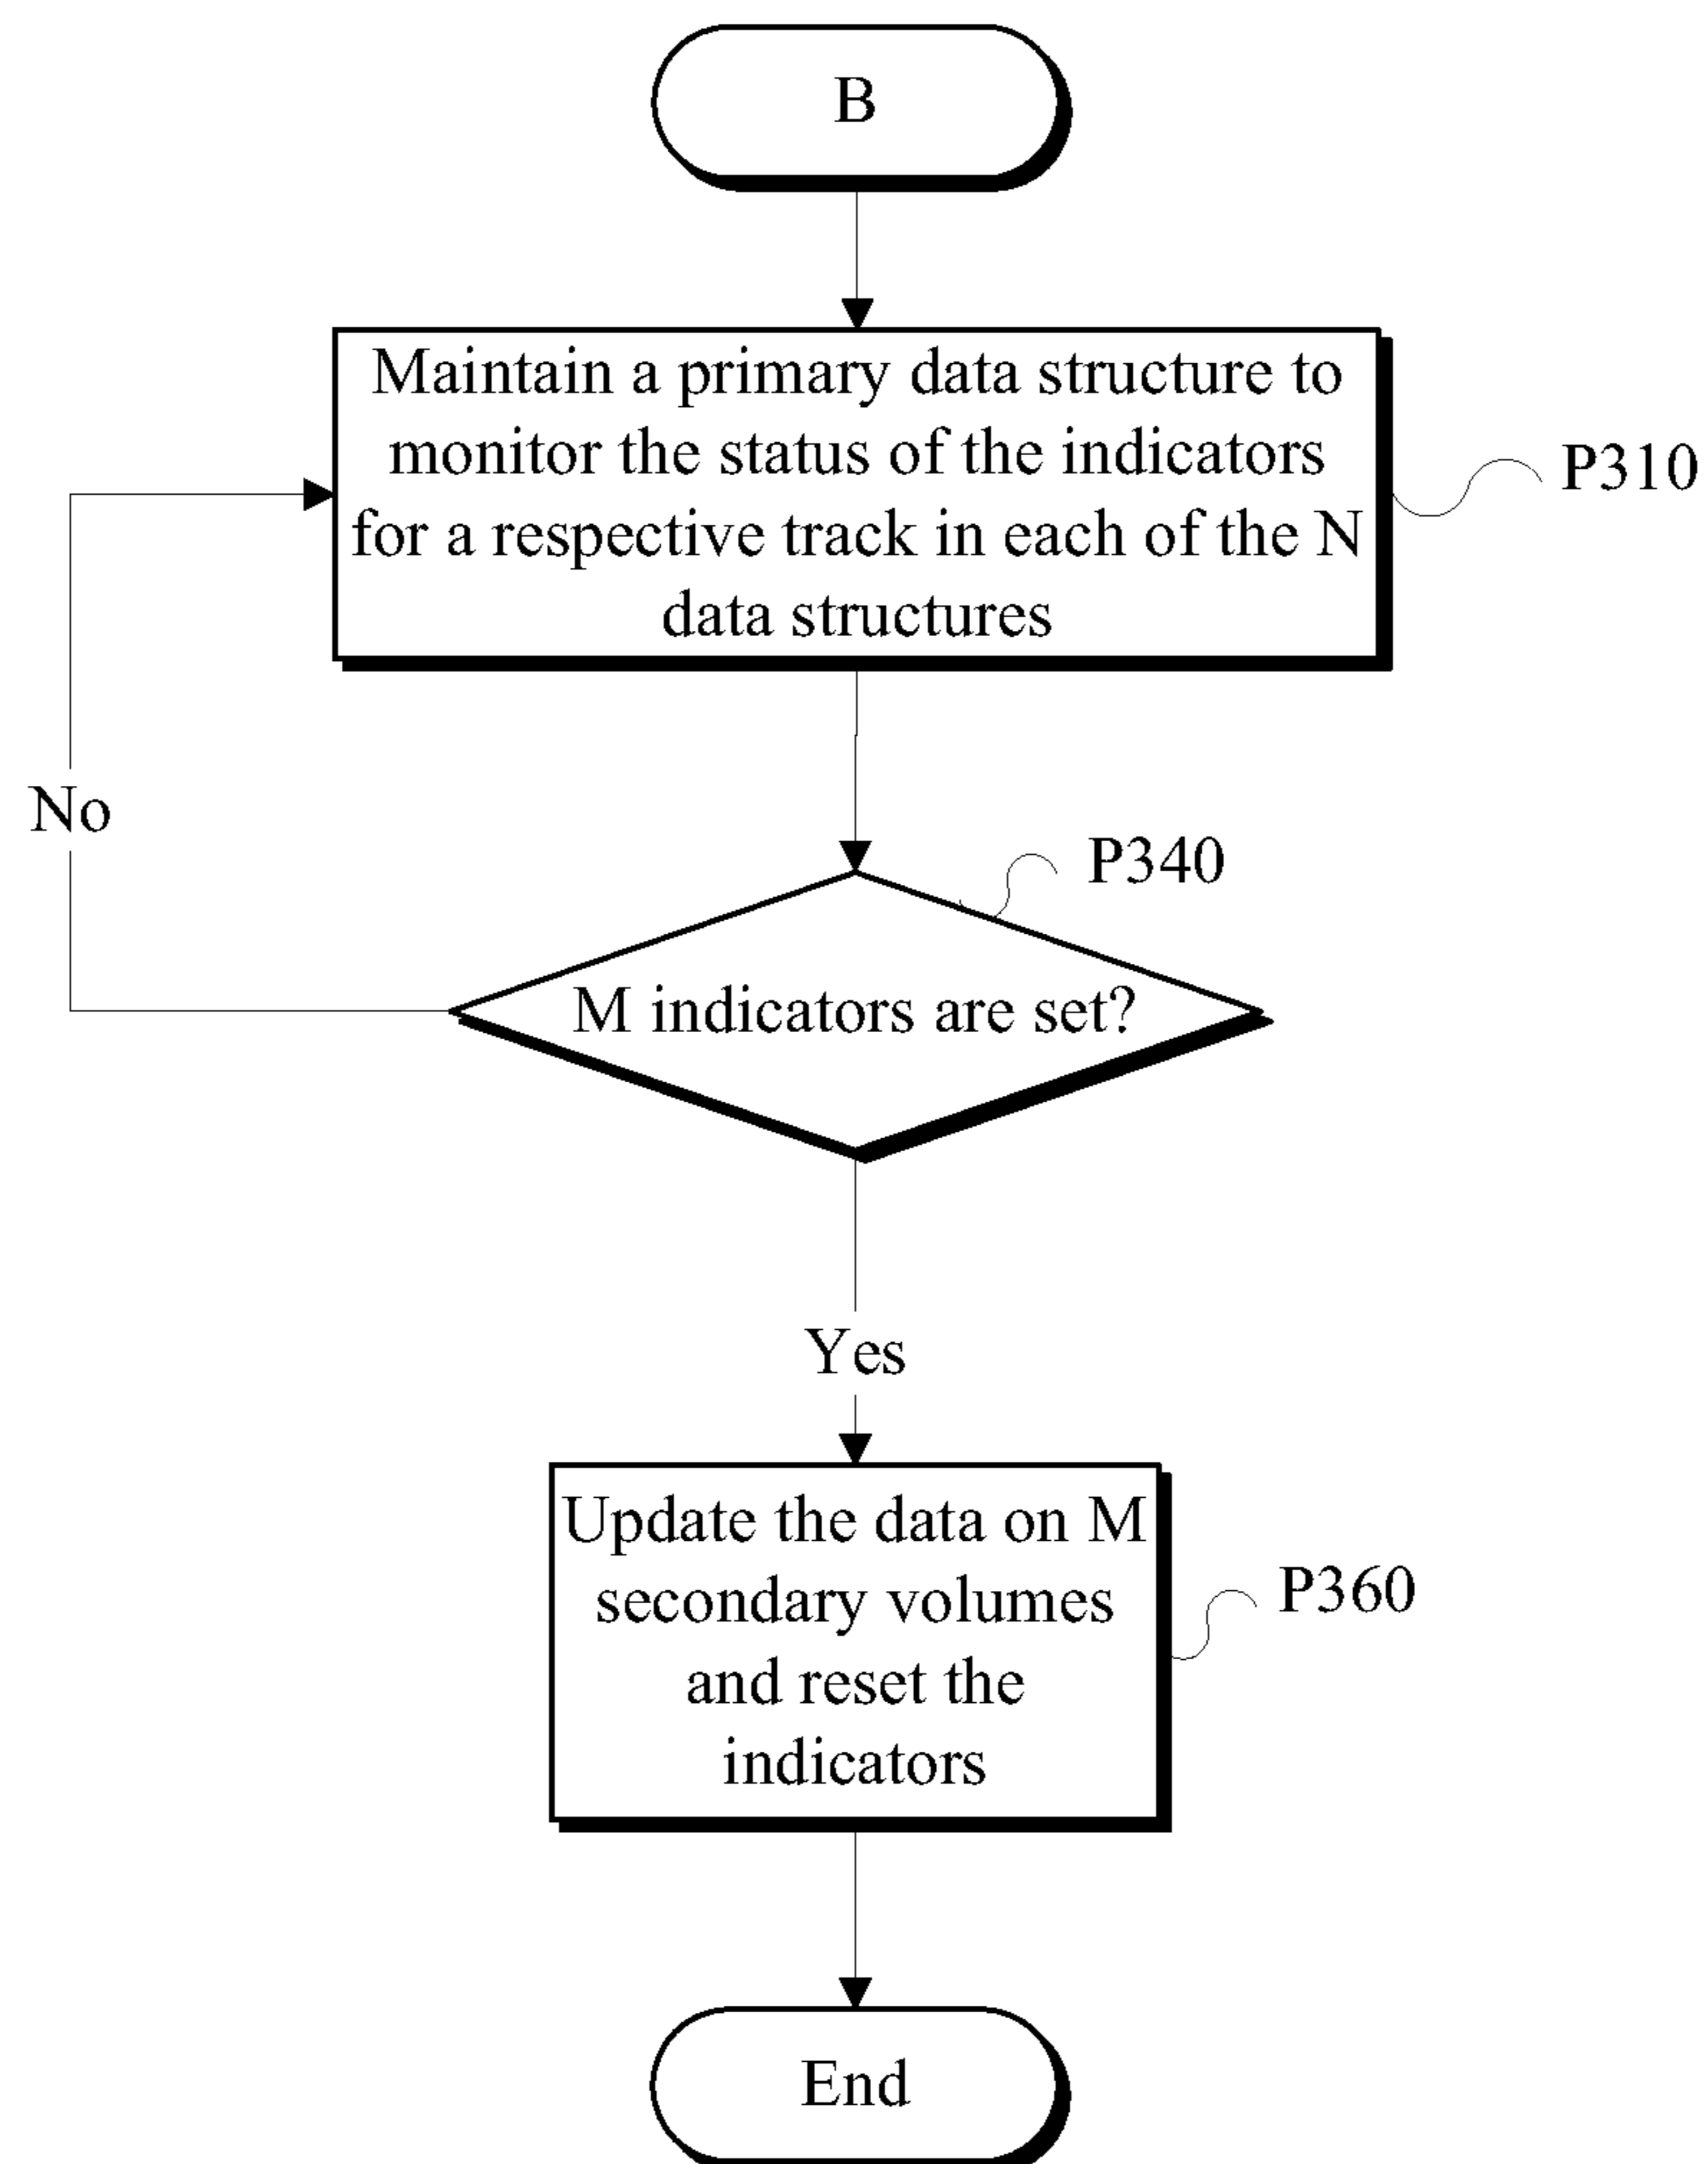 B
Maintain a primary data structure to
monitor the status of the indicators
for a respective track in each of the N
data structures
P310
No
P340
M indicators are set?
Yes
Update the data on M
secondary volumes
and reset the
indicators
P360
End